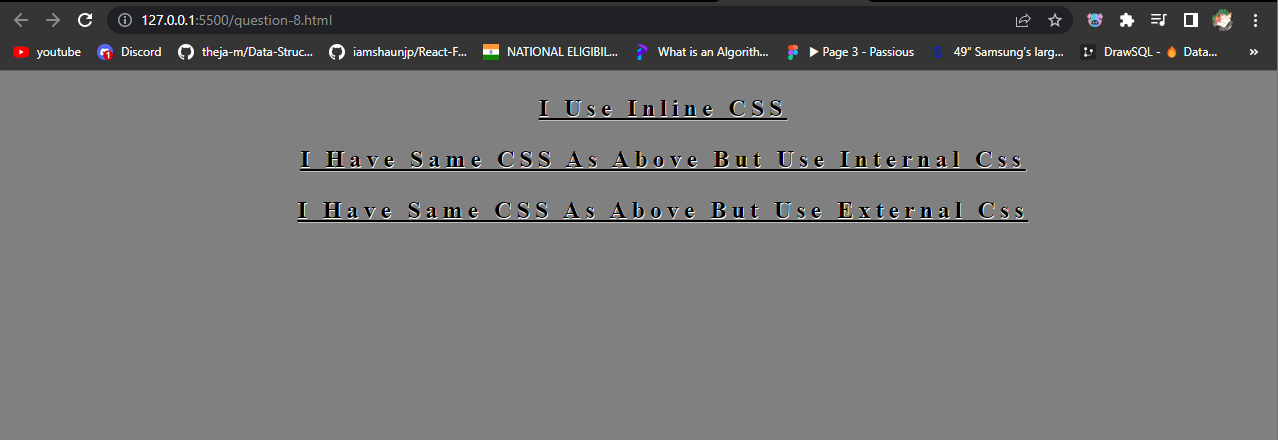 127.0.0.1:5500/question-8.html
youtube Discord theja-m/Data-Struc... iamshaunjp/React-F... NATIONAL ELIGIBIL... What is an Algorith... ▶ Page 3 - Passious 49” Samsung’s larg... DrawSQL - 🔥 Data... »
I Use Inline CSS
I Have Same CSS As Above But Use Internal Css
I Have Same CSS As Above But Use External Css